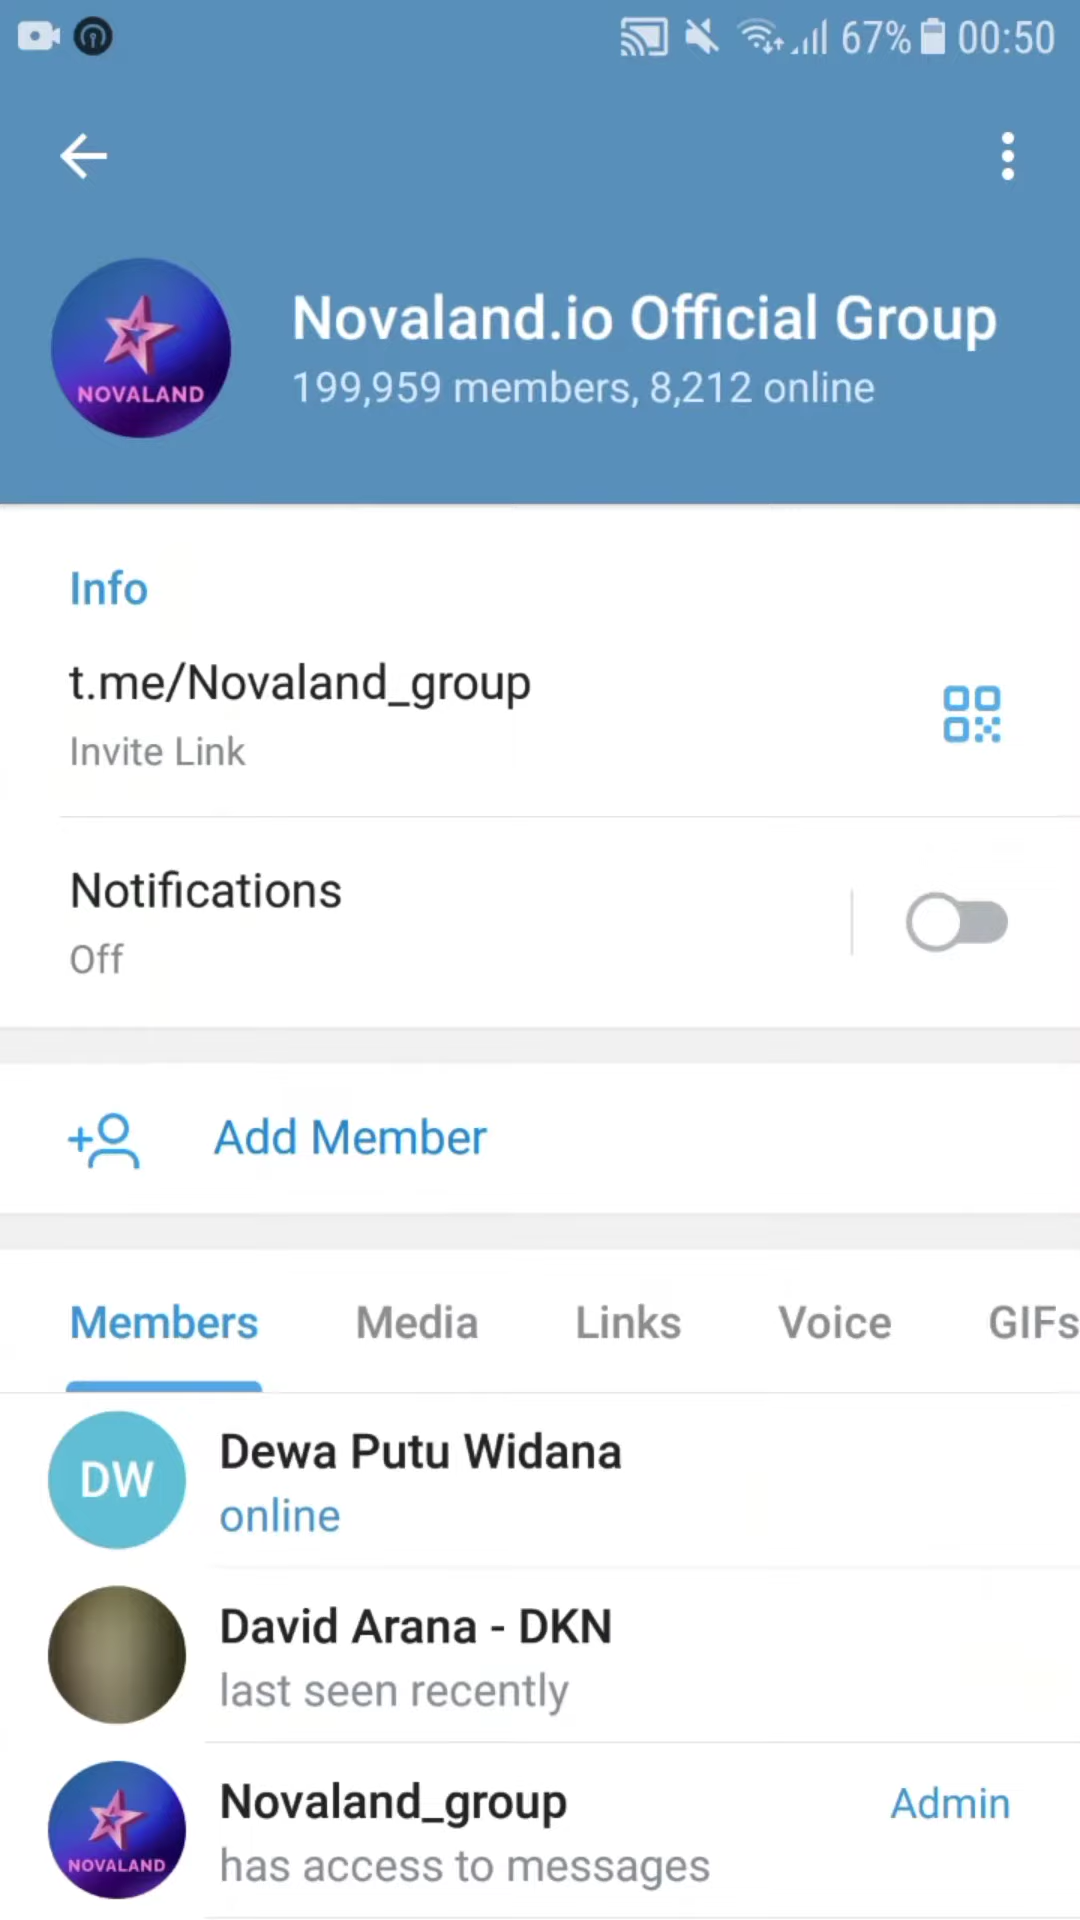 67% 00:50
NOVALAND
Novaland.io Official Group
199,959 members, 8,212 online
Info
t.me/Novaland_group
Invite Link
Notifications
Off
Add Member
Members Media Links Voice GIFs
DW
Dewa Putu Widana
online
David Arana - DKN
last seen recently
NOVALAND
Novaland_group Admin
has access to messages